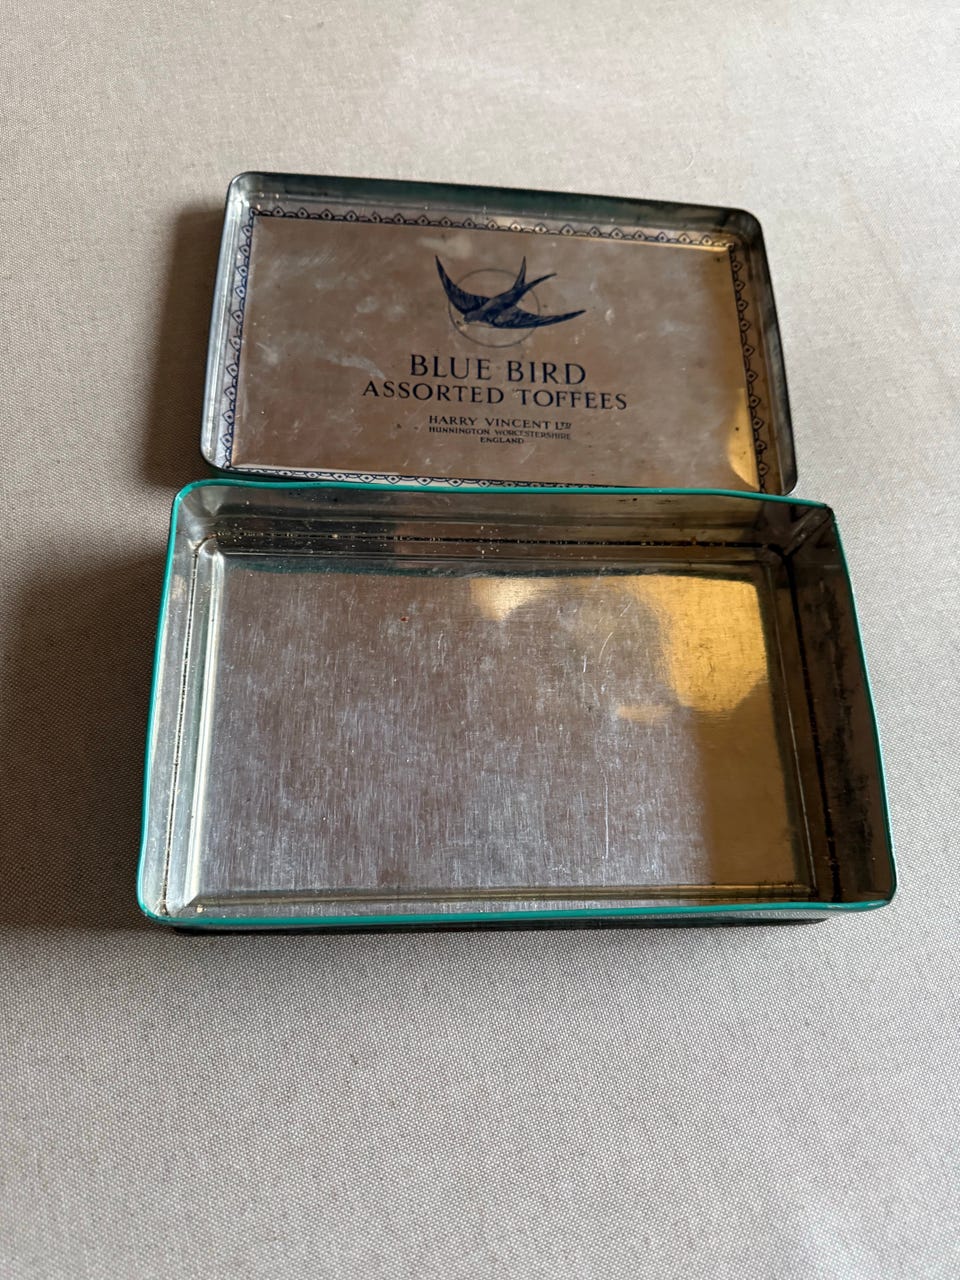 BLUE BIRD
ASSORTED TOFFEES
HARRY VINCENT LTD
HUNNINGTON WORCESTERSHIRE
ENGLAND